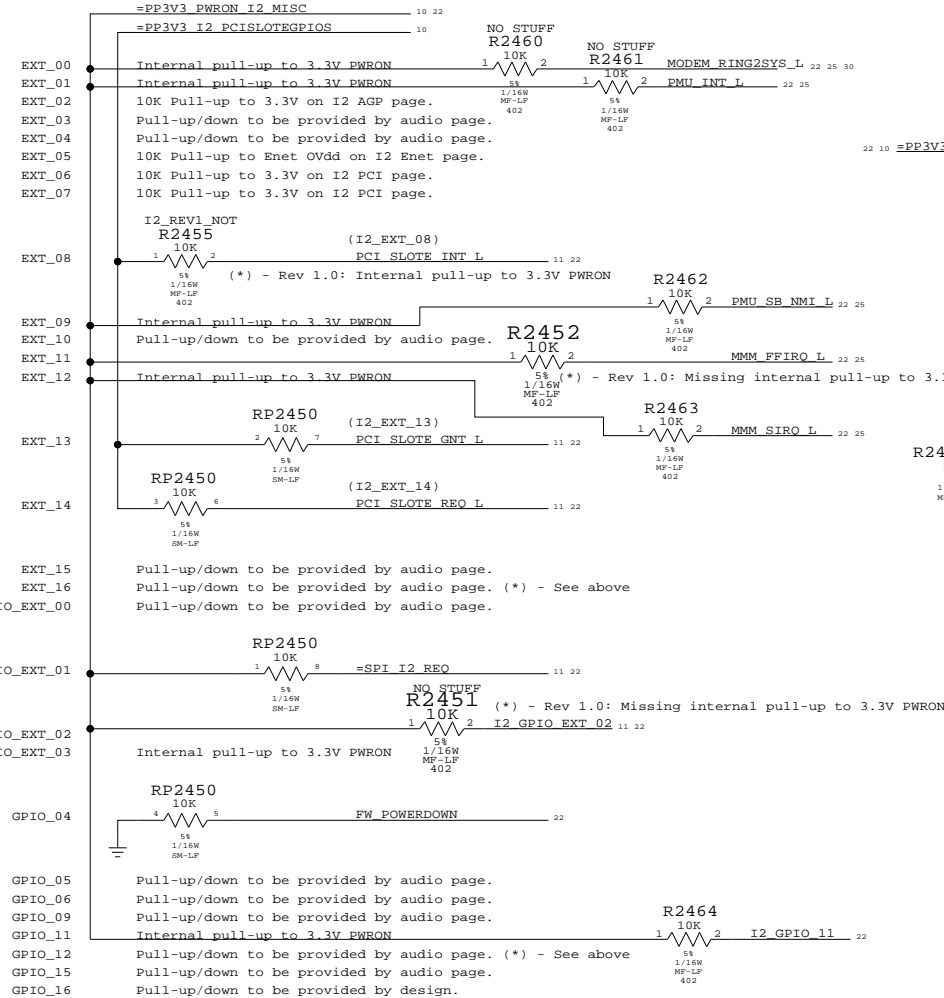 =PP3V3_PWRON_I2_MISC 10 22
=PP3V3_I2_PCISLOTEGPIOS 10
NO STUFF
R2460
10K
1 2
5%
1/16W
MF-LF
402
NO STUFF
R2461
10K
1 2
5%
1/16W
MF-LF
402
EXT_00 Internal pull-up to 3.3V PWRON MODEM_RING2SYS_L 22 25 30
EXT_01 Internal pull-up to 3.3V PWRON PMU_INT_L 22 25
EXT_02 10K Pull-up to 3.3V on I2 AGP page.
EXT_03 Pull-up/down to be provided by audio page.
EXT_04 Pull-up/down to be provided by audio page.
22 10 =PP3V3
EXT_05 10K Pull-up to Enet OVdd on I2 Enet page.
EXT_06 10K Pull-up to 3.3V on I2 PCI page.
EXT_07 10K Pull-up to 3.3V on I2 PCI page.
I2_REV1_NOT
R2455
10K
1 2
5%
1/16W
MF-LF
402
(I2_EXT_08)
EXT_08 PCI_SLOTE_INT_L 11 22
(*) - Rev 1.0: Internal pull-up to 3.3V PWRON
R2462
10K
1 2
5%
1/16W
MF-LF
402
PMU_SB_NMI_L 22 25
EXT_09 Internal pull-up to 3.3V PWRON
EXT_10 Pull-up/down to be provided by audio page.
R2452
10K
1 2
5%
1/16W
MF-LF
402
EXT_11 MMM_FFIRQ_L 22 25
EXT_12 Internal pull-up to 3.3V PWRON (*) - Rev 1.0: Missing internal pull-up to 3.
R2463
10K
1 2
5%
1/16W
MF-LF
402
MMM_SIRQ_L 22 25
RP2450
10K
2 7
5%
1/16W
SM-LF
(I2_EXT_13)
EXT_13 PCI_SLOTE_GNT_L 11 22
R24
1
RP2450
10K
3 6
5%
1/16W
SM-LF
(I2_EXT_14)
EXT_14 PCI_SLOTE_REQ_L 11 22
EXT_15 Pull-up/down to be provided by audio page.
EXT_16 Pull-up/down to be provided by audio page. (*) - See above
IO_EXT_00 Pull-up/down to be provided by audio page.
RP2450
10K
1 8
5%
1/16W
SM-LF
IO_EXT_01 =SPI_I2_REQ 11 22
NO STUFF
R2451
10K
1 2
5%
1/16W
MF-LF
402
(*) - Rev 1.0: Missing internal pull-up to 3.3V PWRON
I2_GPIO_EXT_02 11 22
IO_EXT_02
IO_EXT_03 Internal pull-up to 3.3V PWRON
RP2450
10K
4 5
5%
1/16W
SM-LF
GPIO_04 FW_POWERDOWN 22
GPIO_05 Pull-up/down to be provided by audio page.
GPIO_06 Pull-up/down to be provided by audio page.
GPIO_09 Pull-up/down to be provided by audio page.
R2464
10K
1 2
5%
1/16W
MF-LF
402
GPIO_11 Internal pull-up to 3.3V PWRON I2_GPIO_11 22
GPIO_12 Pull-up/down to be provided by audio page. (*) - See above
GPIO_15 Pull-up/down to be provided by audio page.
GPIO_16 Pull-up/down to be provided by design.